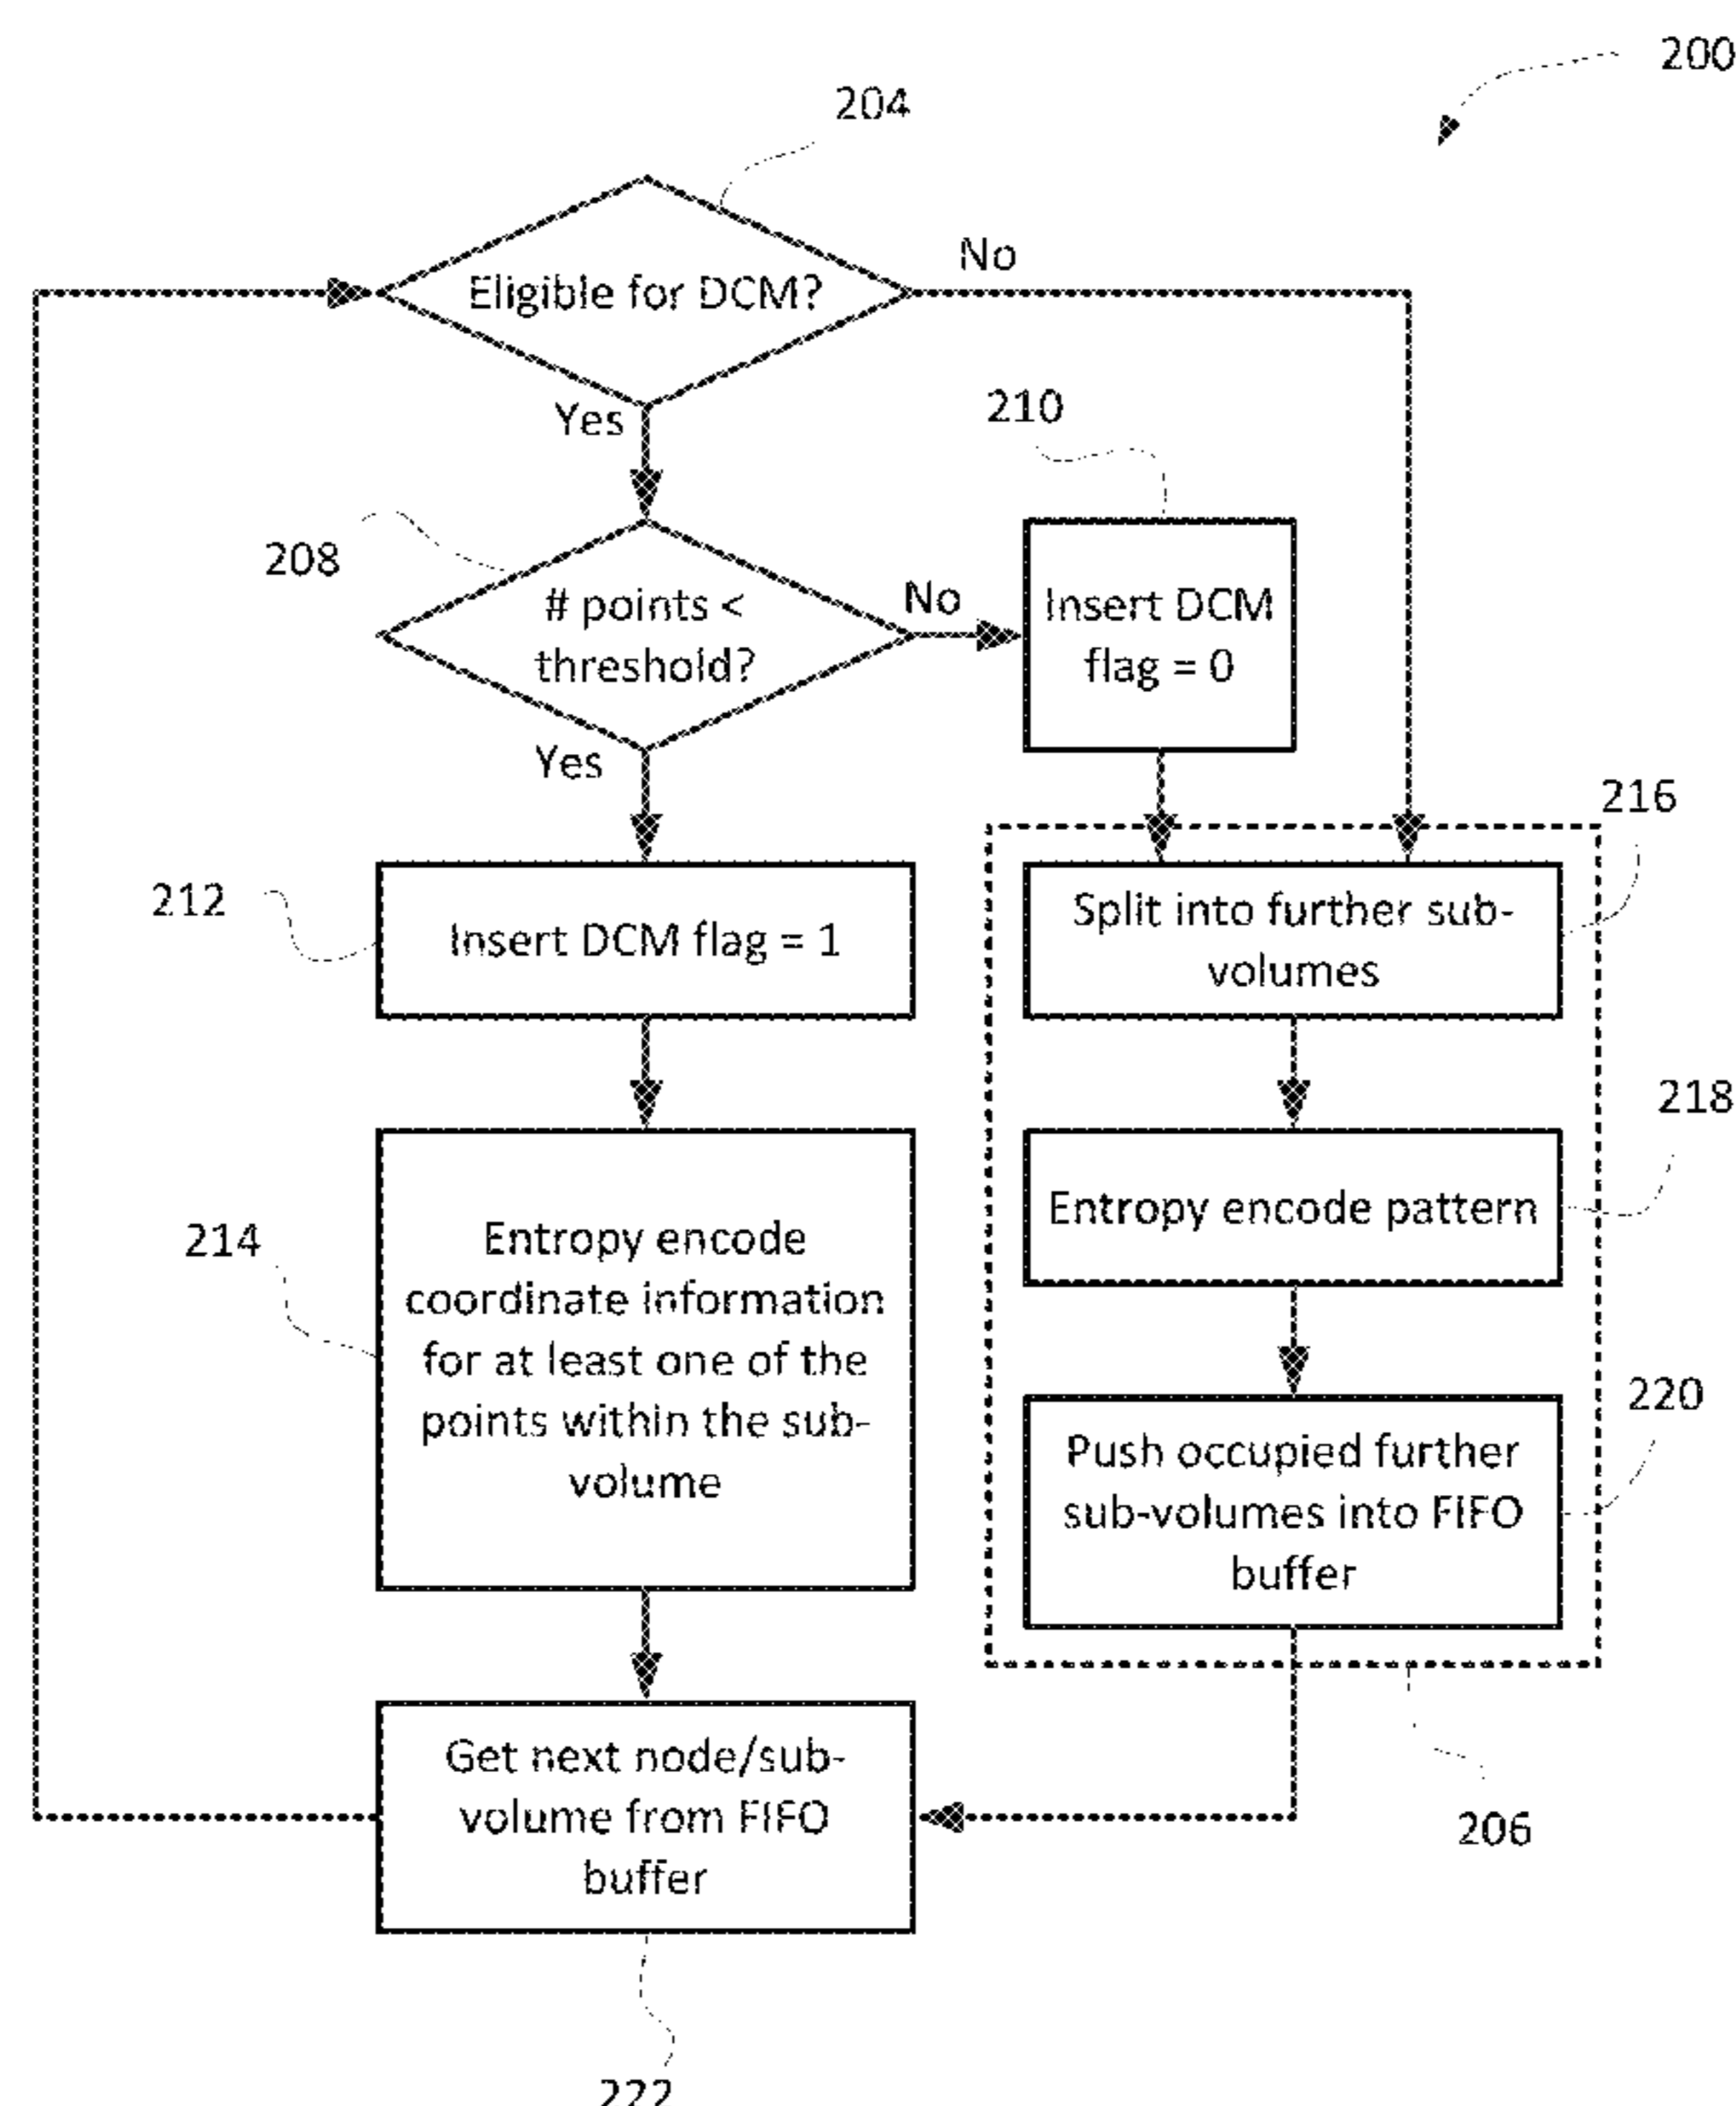 200
204
Eligible for DCM?
No
Yes
210
208
# points <
threshold?
No
Insert DCM
flag = 0
Yes
216
212
Insert DCM flag = 1
Split into further sub-
volumes
218
Entropy encode pattern
214
Entropy encode
coordinate information
for at least one of the
points within the sub-
volume
220
Push occupied further
sub-volumes into FIFO
buffer
Get next node/sub-
volume from FIFO
buffer
206
222